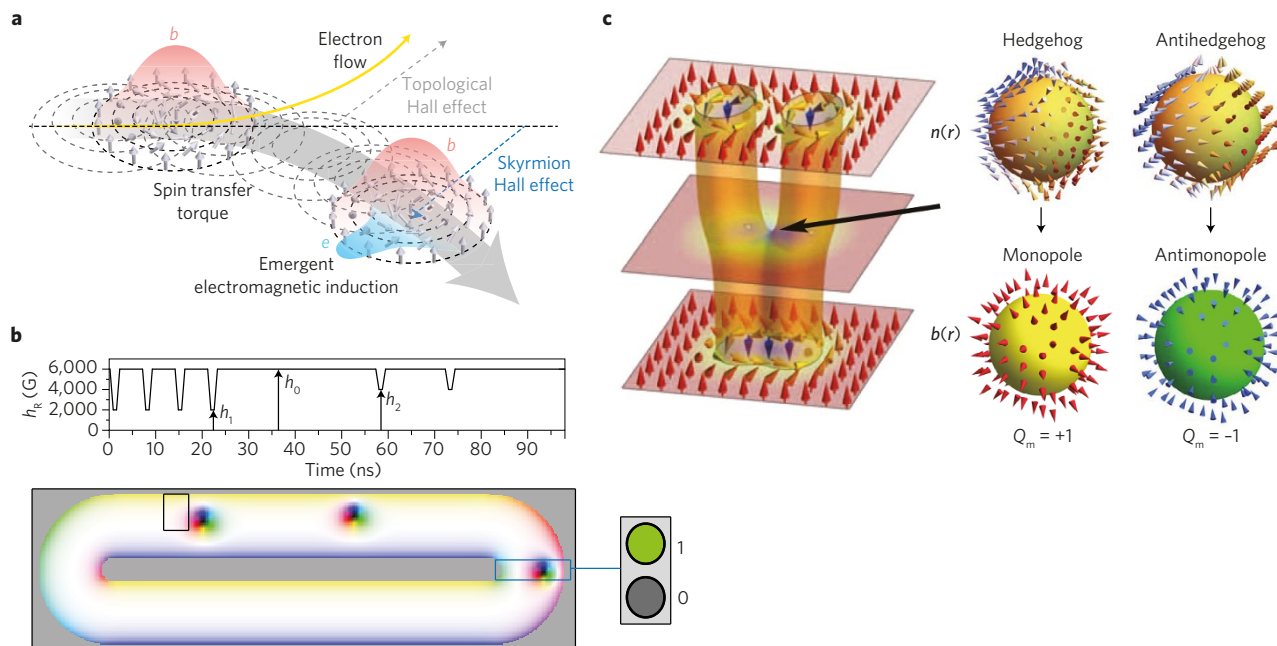 a
b
Electron
flow
Topological
Hall effect
b
Skyrmion
Hall effect
Spin transfer
torque
e
Emergent
electromagnetic induction
b
6,000
4,000
2,000
0
h_R (G)
h_1
h_0
h_2
0 10 20 30 40 50 60 70 80 90
Time (ns)
1
0
c
Hedgehog Antihedgehog
n(r)
Monopole Antimonopole
b(r)
Q_m = +1 Q_m = –1